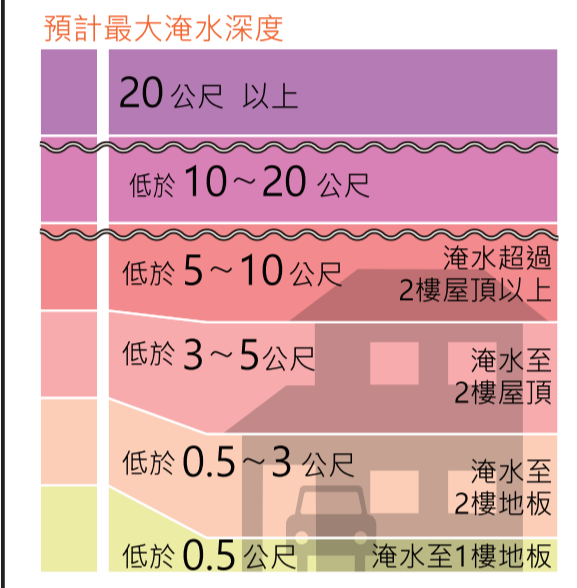 預計最大淹水深度
20公尺 以上
低於 10~20 公尺
低於 5~10公尺
淹水超過
2樓屋頂以上
低於 3~5公尺
淹水至
2樓屋頂
低於 0.5~3 公尺
淹水至
2樓地板
低於 0.5公尺
淹水至1樓地板